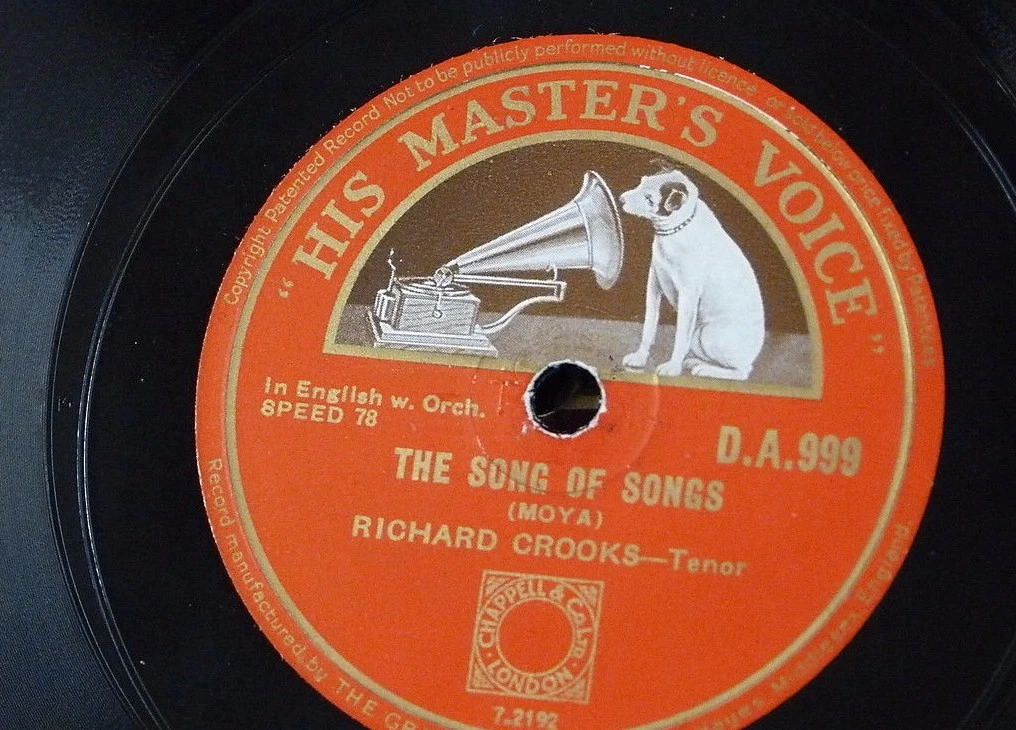 Copyright Patented Record Not to be publicly performed without licence or sold below price fixed by Patentees
"HIS MASTER'S VOICE"
In English w. Orch.
SPEED 78
D.A.999
THE SONG OF SONGS
(MOYA)
RICHARD CROOKS—Tenor
CHAPPELL & CO LTD
· LONDON ·
7-2192
Record manufactured by THE GR
Hayes, Middlesex, England.